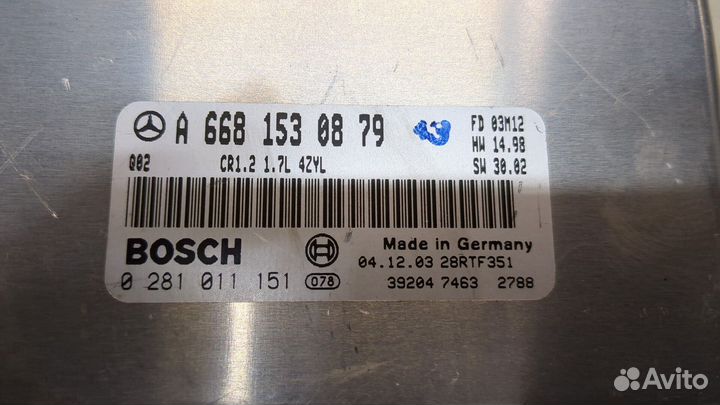 A 668 153 08 79
FD 03M12
HW 14.98
Q02 CR1.2 1.7L 4ZYL SW 30.02
BOSCH
Made in Germany
04.12.03 28RTF351
0 281 011 151 078
39204 7463 2788
Avito